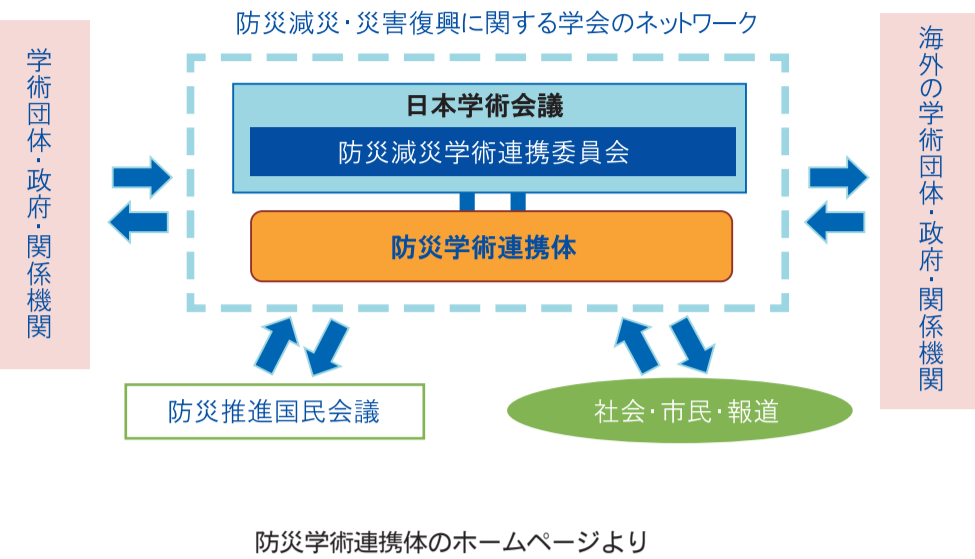 防災減災・災害復興に関する学会のネットワーク
学術団体・政府・関係機関
日本学術会議
防災減災学術連携委員会
防災学術連携体
海外の学術団体・政府・関係機関
防災推進国民会議
社会・市民・報道
防災学術連携体のホームページより